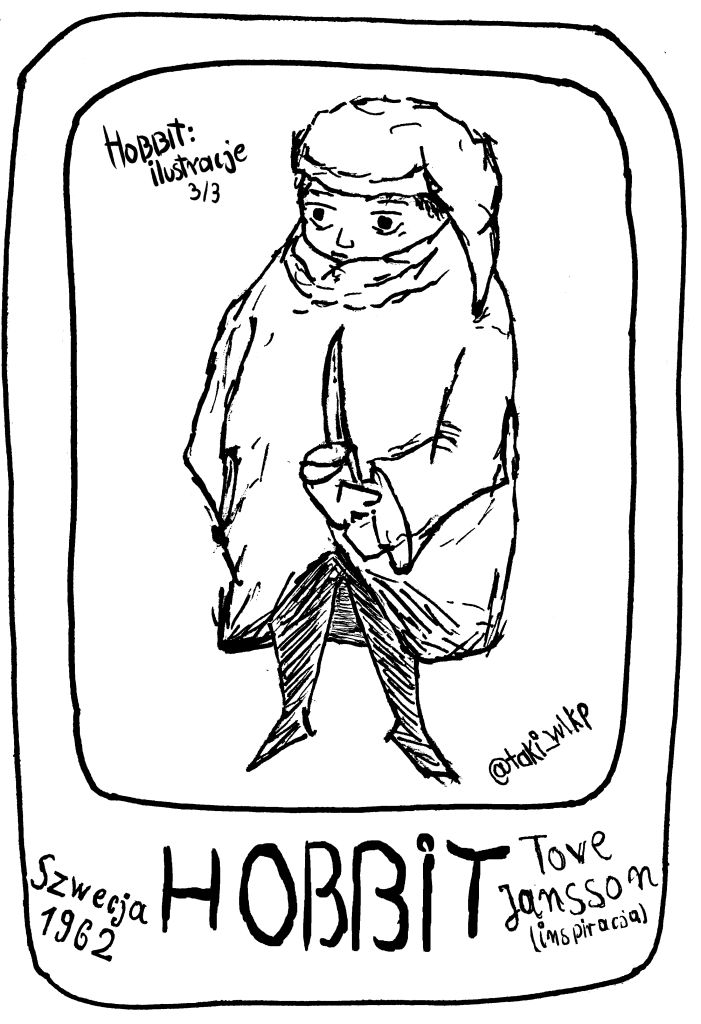 HOBBIT:
ilustracje
3/3
@taki_wlkp
Szwecja
1962
HOBBIT
Tove
Jansson
(inspiracja)